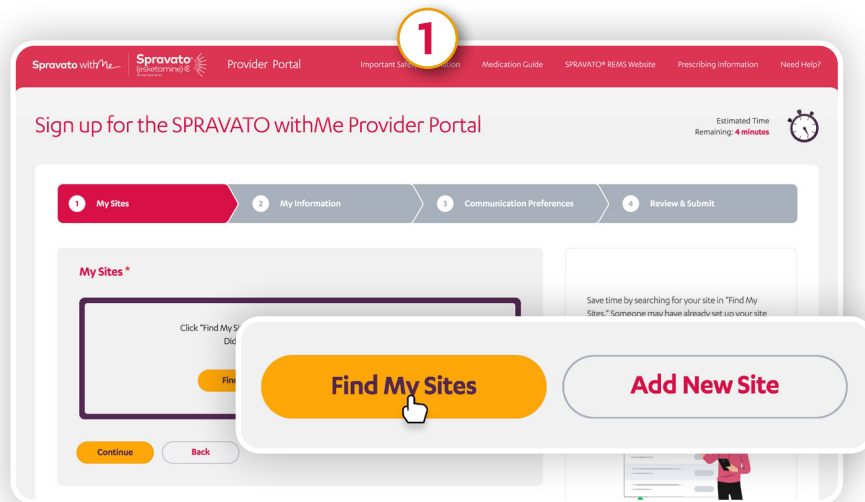 1
Spravato withMe
Spravato®
(esketamine) CIII
Provider Portal
Important Safety
Medication Guide
SPRAVATO® REMS Website
Prescribing Information
Need Help?
Sign up for the SPRAVATO withMe Provider Portal
Estimated Time
Remaining: 4 minutes
1 My Sites
2 My Information
3 Communication Preferences
4 Review & Submit
My Sites *
Save time by searching for your site in "Find My
Sites." Someone may have already set up your site
Click "Find My
Did
Find My Sites
Add New Site
Continue
Back